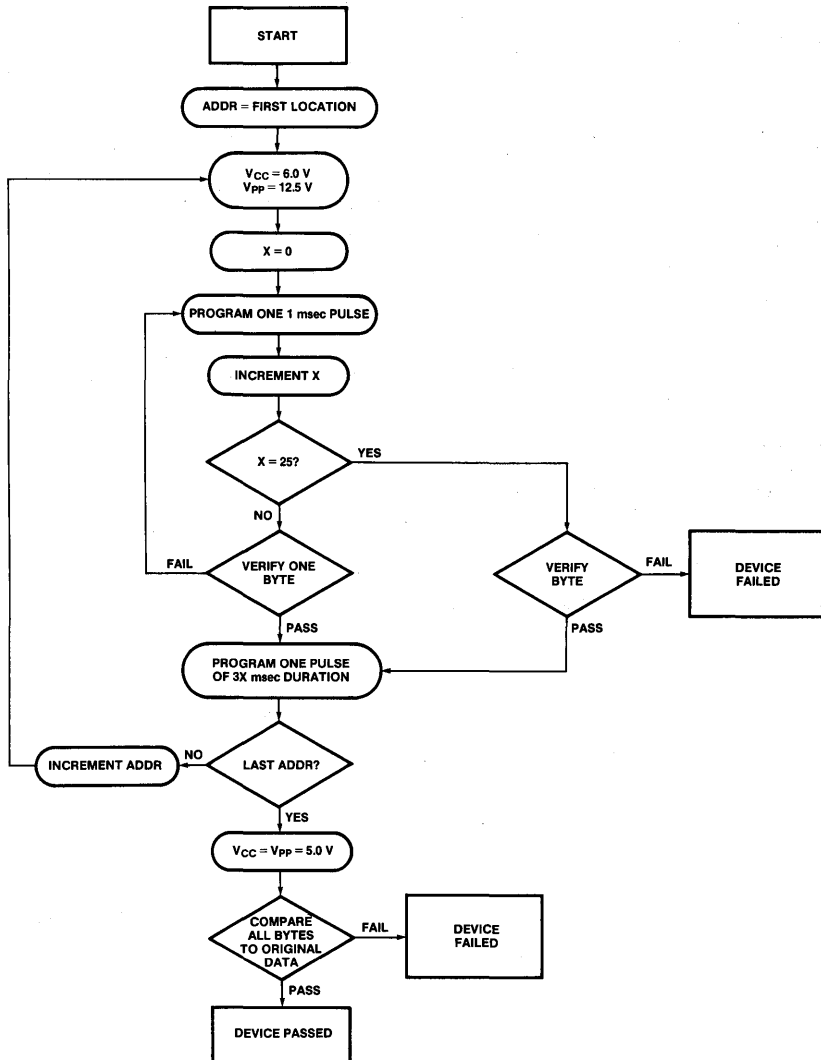 START
ADDR = FIRST LOCATION
VCC = 6.0 V
VPP = 12.5 V
X = 0
PROGRAM ONE 1 msec PULSE
INCREMENT X
X = 25?
YES
NO
VERIFY ONE
BYTE
FAIL
PASS
VERIFY
BYTE
FAIL
PASS
DEVICE
FAILED
PROGRAM ONE PULSE
OF 3X msec DURATION
LAST ADDR?
NO
INCREMENT ADDR
YES
VCC = VPP = 5.0 V
COMPARE
ALL BYTES
TO ORIGINAL
DATA
FAIL
DEVICE
FAILED
PASS
DEVICE PASSED